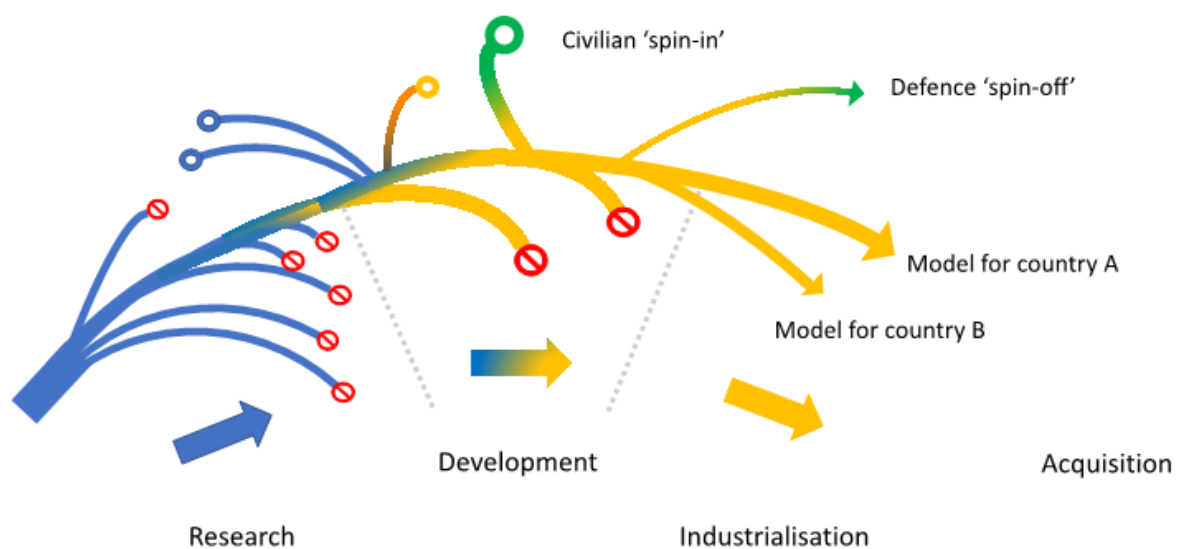 Civilian ‘spin-in’
Defence ‘spin-off’
Model for country A
Model for country B
Development
Acquisition
Research
Industrialisation